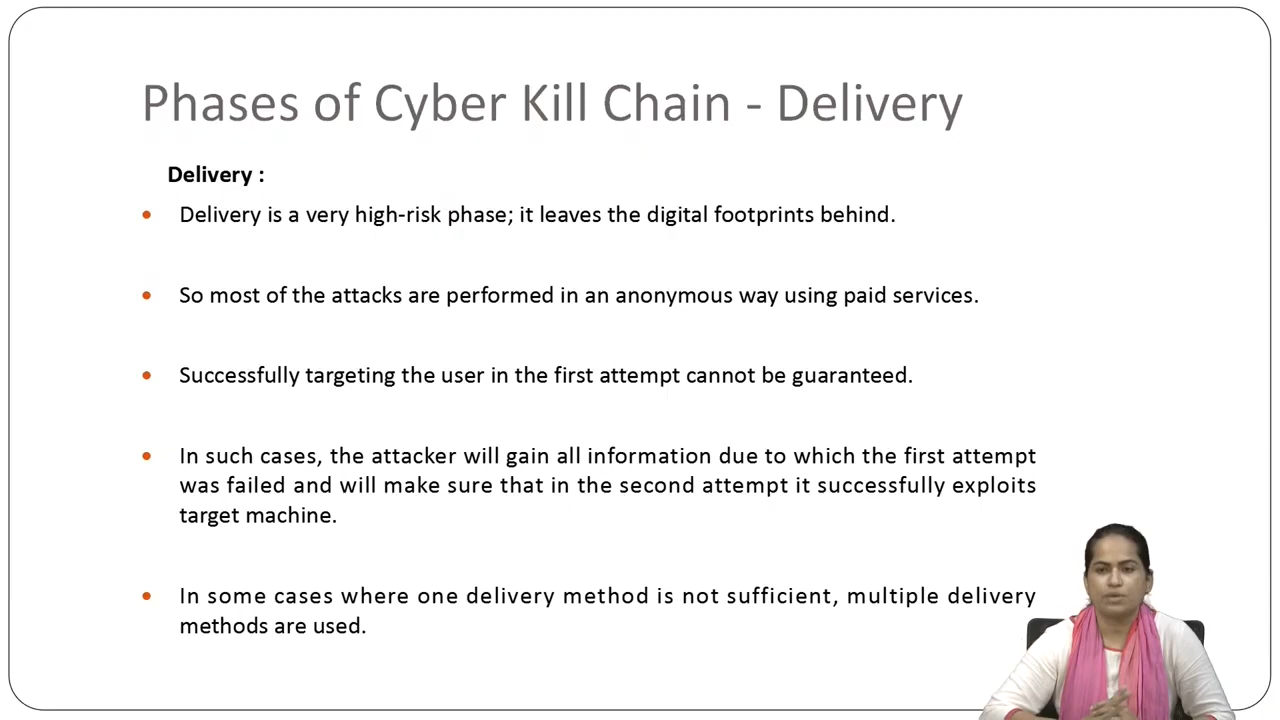 Phases of Cyber Kill Chain - Delivery
Delivery :
• Delivery is a very high-risk phase; it leaves the digital footprints behind.
• So most of the attacks are performed in an anonymous way using paid services.
• Successfully targeting the user in the first attempt cannot be guaranteed.
• In such cases, the attacker will gain all information due to which the first attempt
was failed and will make sure that in the second attempt it successfully exploits
target machine.
• In some cases where one delivery method is not sufficient, multiple delivery
methods are used.